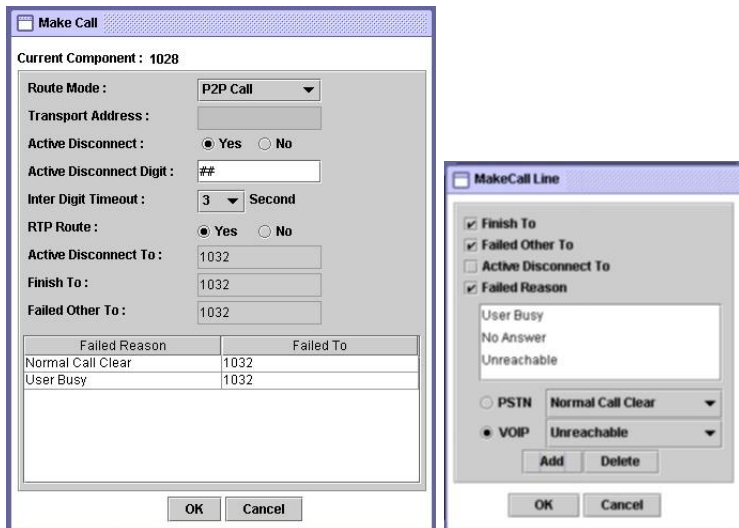 Make Call
Current Component : 1028
Route Mode : P2P Call
Transport Address :
Active Disconnect : Yes No
Active Disconnect Digit : ##
Inter Digit Timeout : 3 Second
RTP Route : Yes No
Active Disconnect To : 1032
Finish To : 1032
Failed Other To : 1032
Failed Reason Failed To
Normal Call Clear 1032
User Busy 1032
OK Cancel
MakeCall Line
Finish To
Failed Other To
Active Disconnect To
Failed Reason
User Busy
No Answer
Unreachable
PSTN Normal Call Clear
VOIP Unreachable
Add Delete
OK Cancel